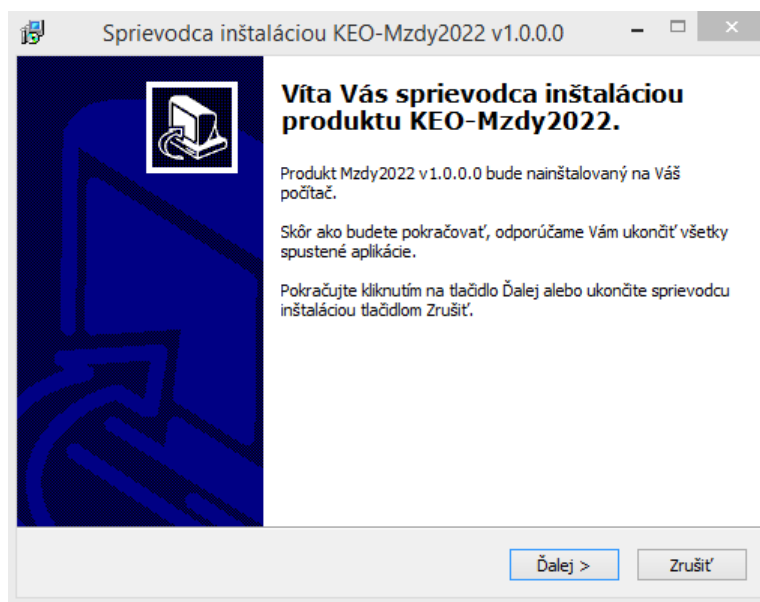 Sprievodca inštaláciou KEO-Mzdy2022 v1.0.0.0
Víta Vás sprievodca inštaláciou
produktu KEO-Mzdy2022.
Produkt Mzdy2022 v1.0.0.0 bude nainštalovaný na Váš
počítač.
Skôr ako budete pokračovať, odporúčame Vám ukončiť všetky
spustené aplikácie.
Pokračujte kliknutím na tlačidlo Ďalej alebo ukončite sprievodcu
inštaláciou tlačidlom Zrušiť.
Ďalej >
Zrušiť